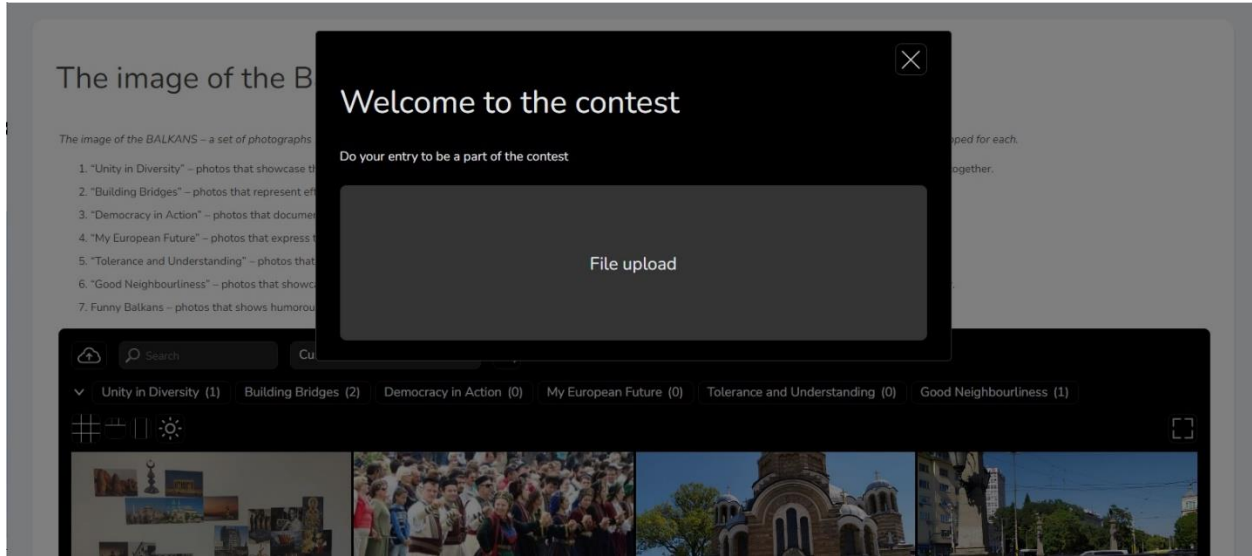 The image of the B
Welcome to the contest
The image of the BALKANS – a set of photographs
oped for each.
Do your entry to be a part of the contest
1. "Unity in Diversity" – photos that showcase th
ogether.
2. "Building Bridges" – photos that represent eff
3. "Democracy in Action" – photos that documen
4. "My European Future" – photos that express t
5. "Tolerance and Understanding" – photos that
File upload
6. "Good Neighbourliness" – photos that showca
7. Funny Balkans – photos that shows humorou
Search
Cu
Unity in Diversity (1) Building Bridges (2) Democracy in Action (0) My European Future (0) Tolerance and Understanding (0) Good Neighbourliness (1)